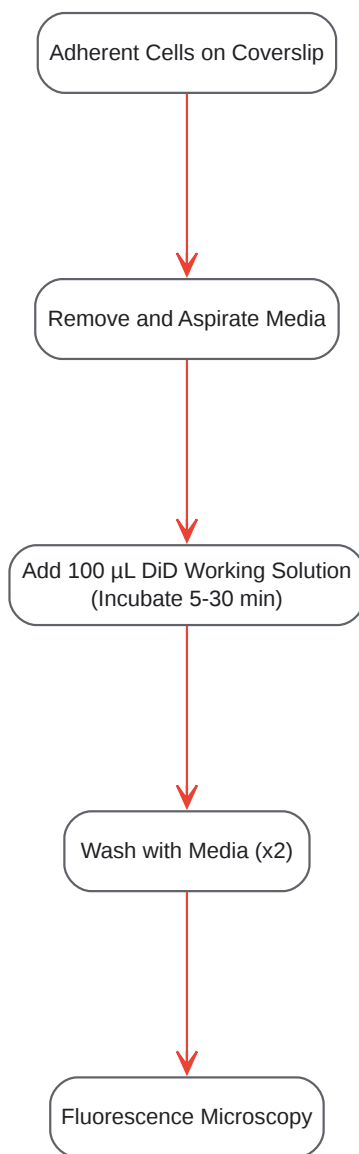 Adherent Cells on Coverslip
Remove and Aspirate Media
Add 100 µL DiD Working Solution
(Incubate 5-30 min)
Wash with Media (x2)
Fluorescence Microscopy